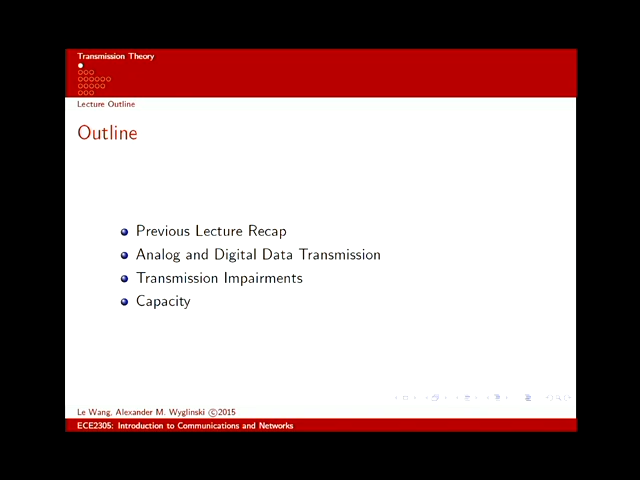 Transmission Theory
Lecture Outline
Outline
Previous Lecture Recap
Analog and Digital Data Transmission
Transmission Impairments
Capacity
Le Wang, Alexander M. Wyglinski ©2015
ECE2305: Introduction to Communications and Networks